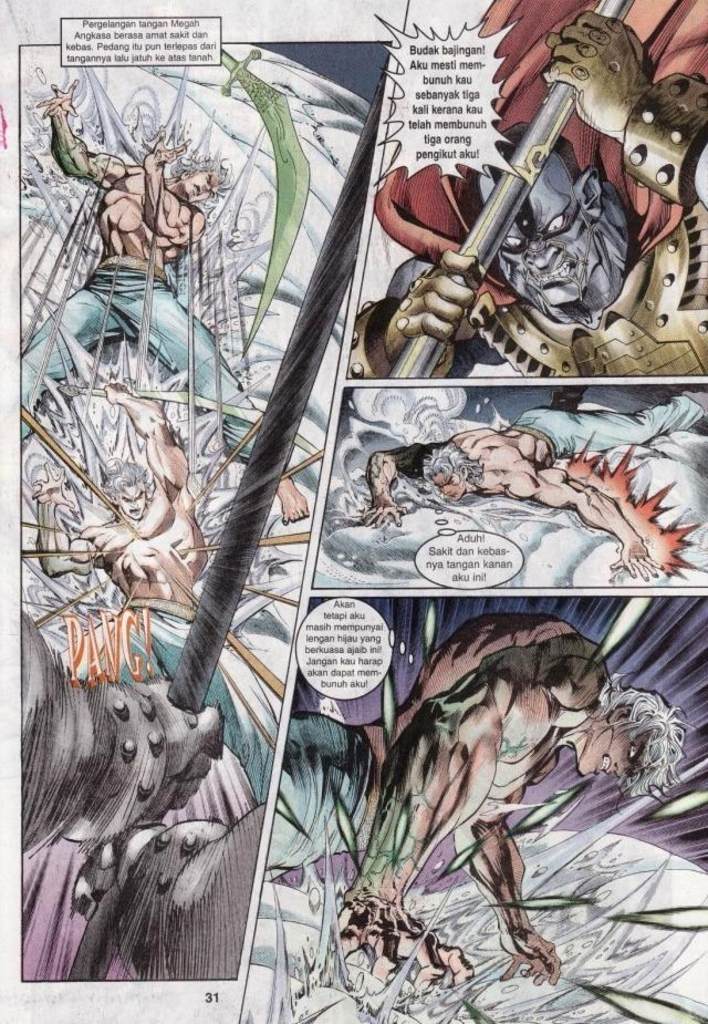 Pergelangan tangan Megah
Angkasa berasa amat sakit dan
kebas. Pedang itu pun terlepas dari
tangannya lalu jatuh ke atas tanah.
PANG!
Budak bajingan!
Aku mesti mem-
bunuh kau
sebanyak tiga
kali kerana kau
telah membunuh
tiga orang
pengikut aku!
Aduh!
Sakit dan kebas-
nya tangan kanan
aku ini!
Akan
tetapi aku
masih mempunyai
lengan hijau yang
berkuasa ajaib ini!
Jangan kau harap
dapat mem-
bunuh aku!
31